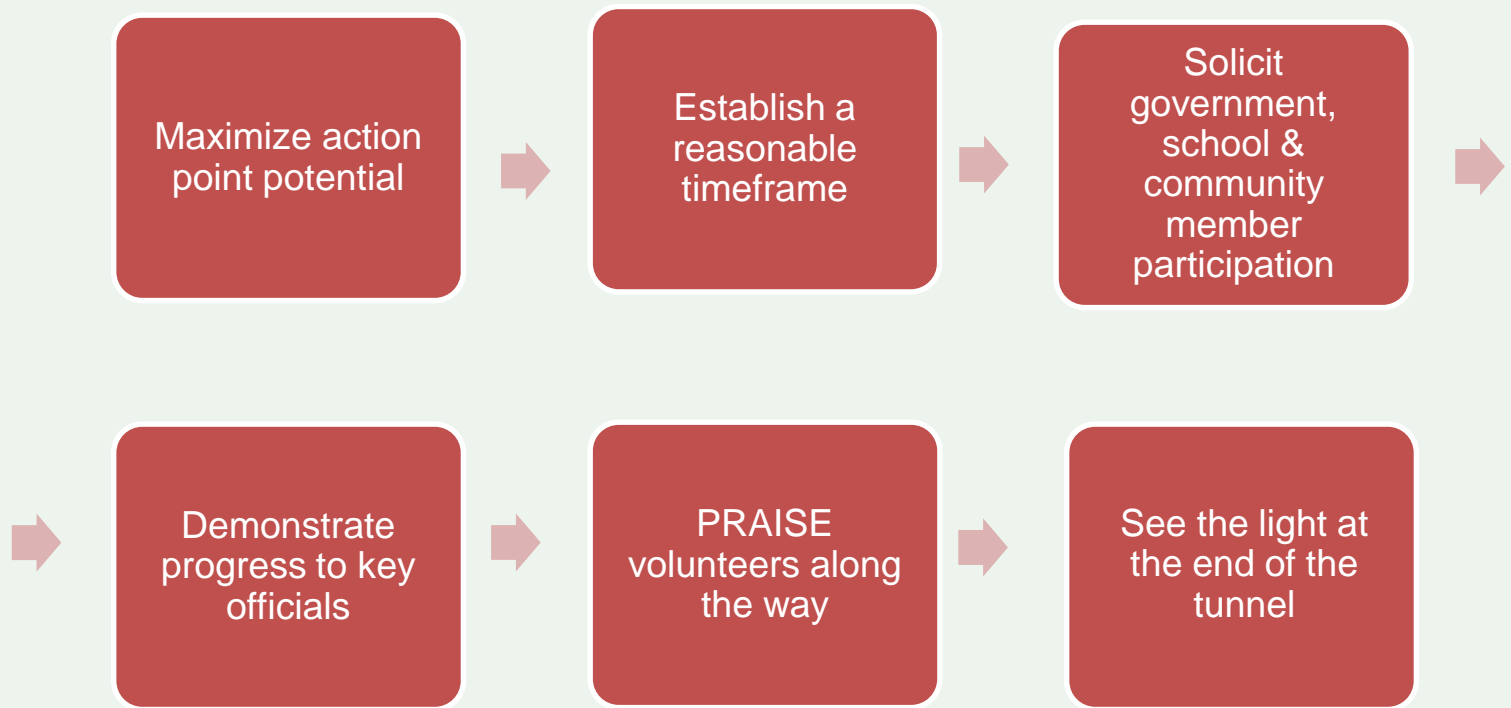 Maximize action
point potential
Establish a
reasonable
timeframe
Solicit
government,
school &
community
member
participation
Demonstrate
progress to key
officials
PRAISE
volunteers along
the way
See the light at
the end of the
tunnel